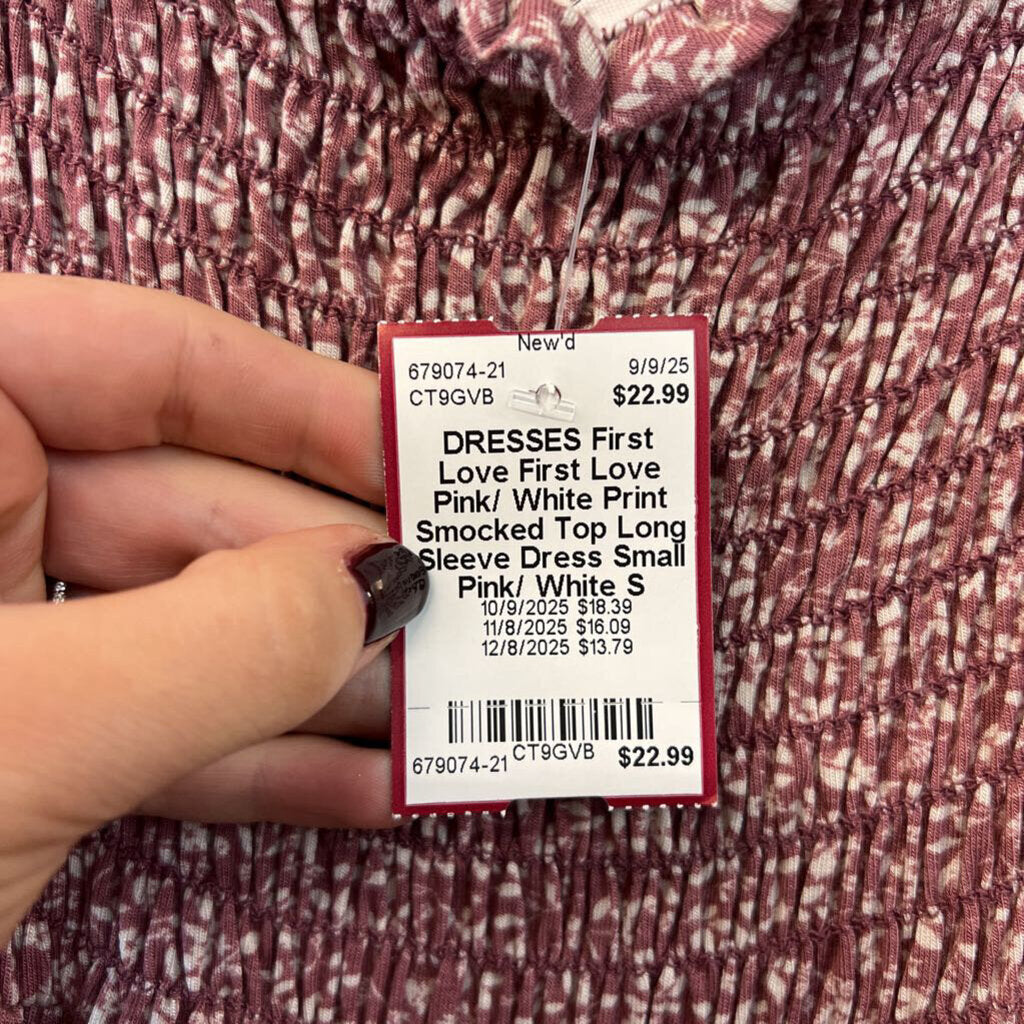 New'd
679074-21 9/9/25
CT9GVB $22.99
DRESSES First
Love First Love
Pink/ White Print
Smocked Top Long
Sleeve Dress Small
Pink/ White S
10/9/2025 $18.39
11/8/2025 $16.09
12/8/2025 $13.79
679074-21 CT9GVB $22.99